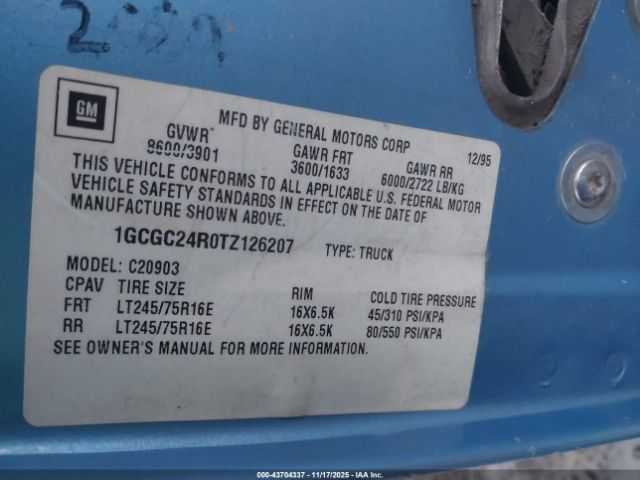 GM
MFD BY GENERAL MOTORS CORP 12/95
GVWR GAWR FRT GAWR RR
8600/3901 3600/1633 6000/2722 LB/KG
THIS VEHICLE CONFORMS TO ALL APPLICABLE U.S. FEDERAL MOTOR
VEHICLE SAFETY STANDARDS IN EFFECT ON THE DATE OF
MANUFACTURE SHOWN ABOVE.
1GCGC24R0TZ126207 TYPE: TRUCK
MODEL: C20903
CPAV TIRE SIZE RIM COLD TIRE PRESSURE
FRT LT245/75R16E 16X6.5K 45/310 PSI/KPA
RR LT245/75R16E 16X6.5K 80/550 PSI/KPA
SEE OWNER'S MANUAL FOR MORE INFORMATION.
000-43704337 - 11/17/2025 - IAA Inc.